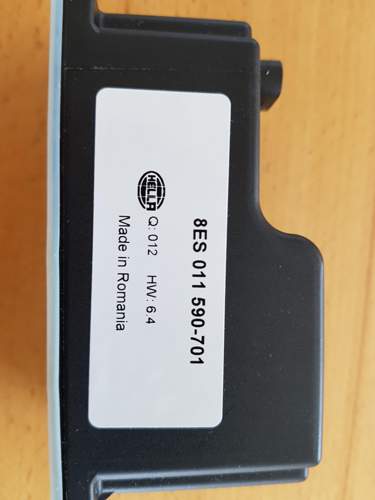 8ES 011 590-701
HELLA
Q: 012 HW: 6.4
Made in Romania